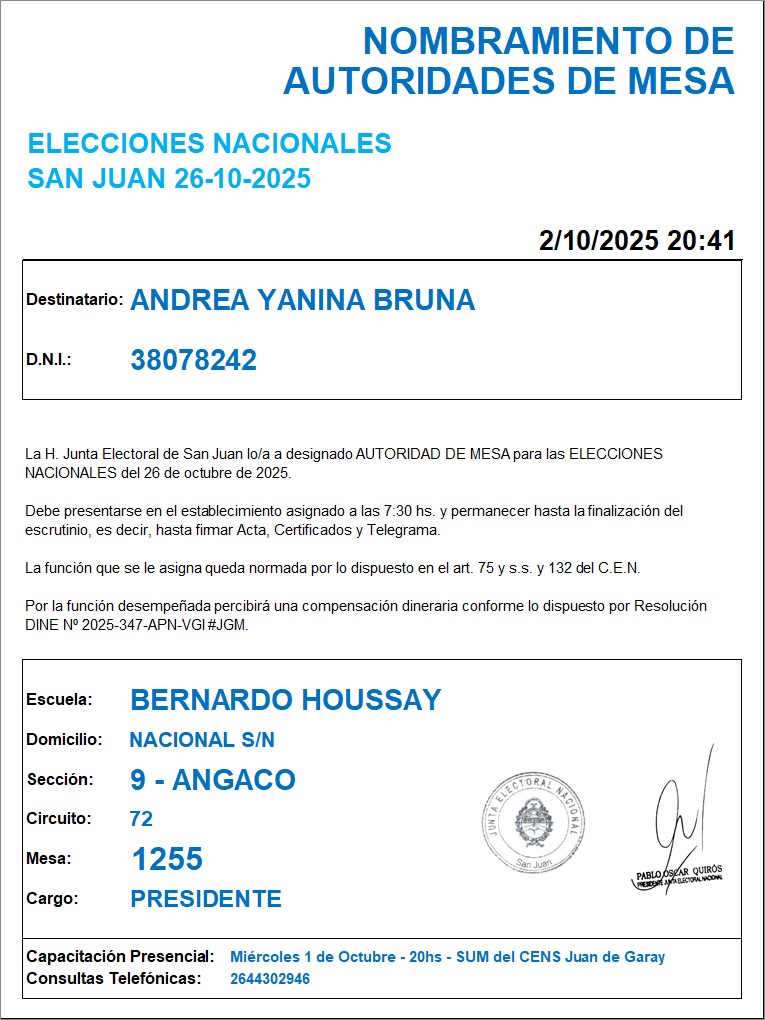 NOMBRAMIENTO DE
AUTORIDADES DE MESA
ELECCIONES NACIONALES
SAN JUAN 26-10-2025
2/10/2025 20:41
Destinatario: ANDREA YANINA BRUNA
D.N.I.: 38078242
La H. Junta Electoral de San Juan lo/a a designado AUTORIDAD DE MESA para las ELECCIONES
NACIONALES del 26 de octubre de 2025.
Debe presentarse en el establecimiento asignado a las 7:30 hs. y permanecer hasta la finalización del
escrutinio, es decir, hasta firmar Acta, Certificados y Telegrama.
La función que se le asigna queda normada por lo dispuesto en el art. 75 y s.s. y 132 del C.E.N.
Por la función desempeñada percibirá una compensación dineraria conforme lo dispuesto por Resolución
DINE Nº 2025-347-APN-VGI#JGM.
Escuela: BERNARDO HOUSSAY
Domicilio: NACIONAL S/N
Sección: 9 - ANGACO
Circuito: 72
Mesa: 1255
Cargo: PRESIDENTE
JUNTA ELECTORAL NACIONAL
San Juan
PABLO OSCAR QUIRÓS
PRESIDENTE JUNTA ELECTORAL NACIONAL
Capacitación Presencial: Miércoles 1 de Octubre - 20hs - SUM del CENS Juan de Garay
Consultas Telefónicas: 2644302946